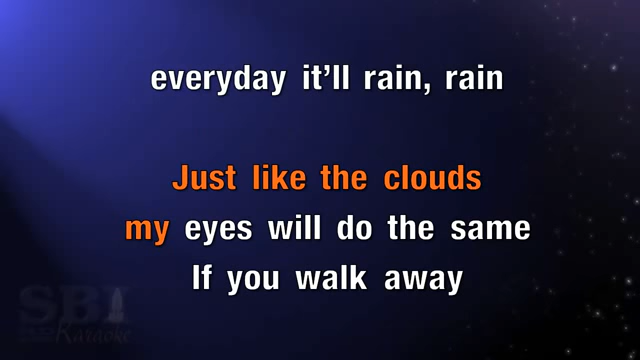 everyday it’ll rain, rain
Just like the clouds
my eyes will do the same
If you walk away
SBI
Karaoke